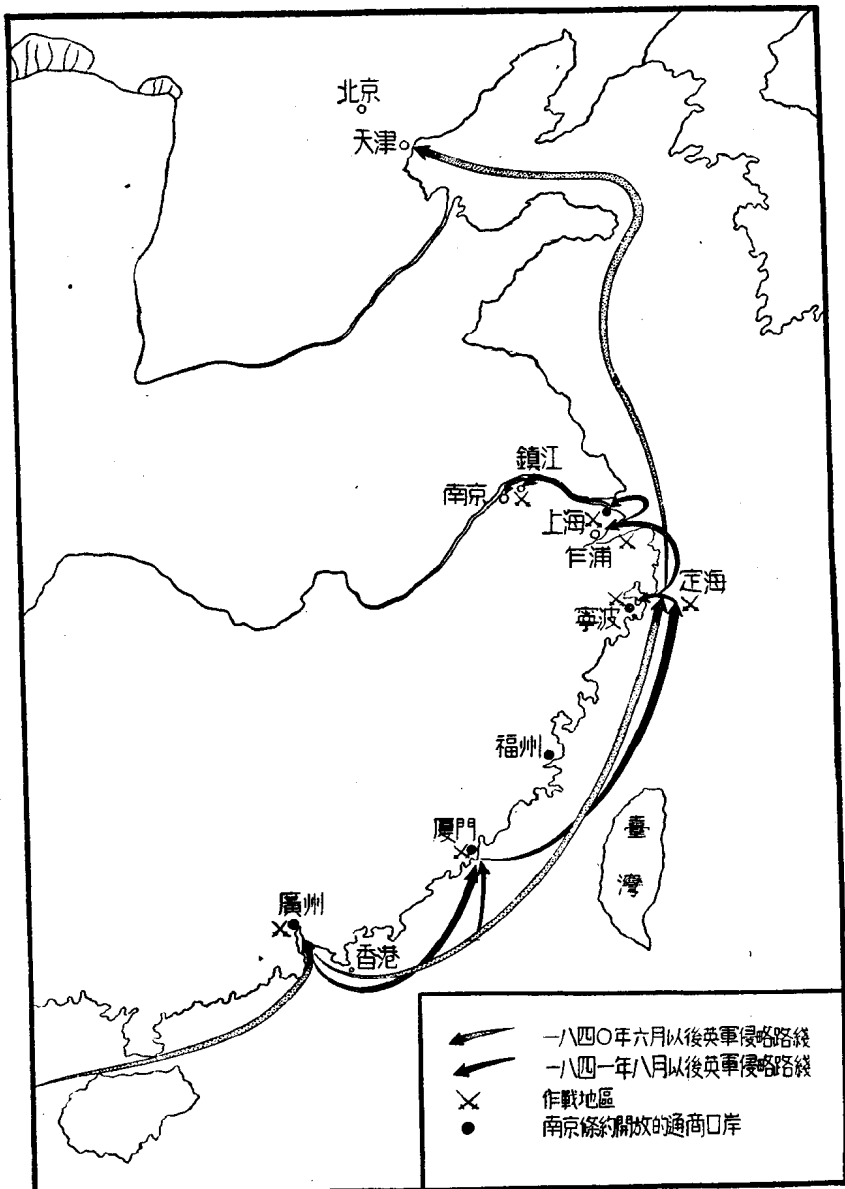 北京
天津
鎮江
南京
上海
乍浦
定海
寧波
福州
廈門
臺灣
廣州
香港
一八四〇年六月以後英軍侵略路綫
一八四一年八月以後英軍侵略路綫
作戰地區
南京條約開放的通商口岸